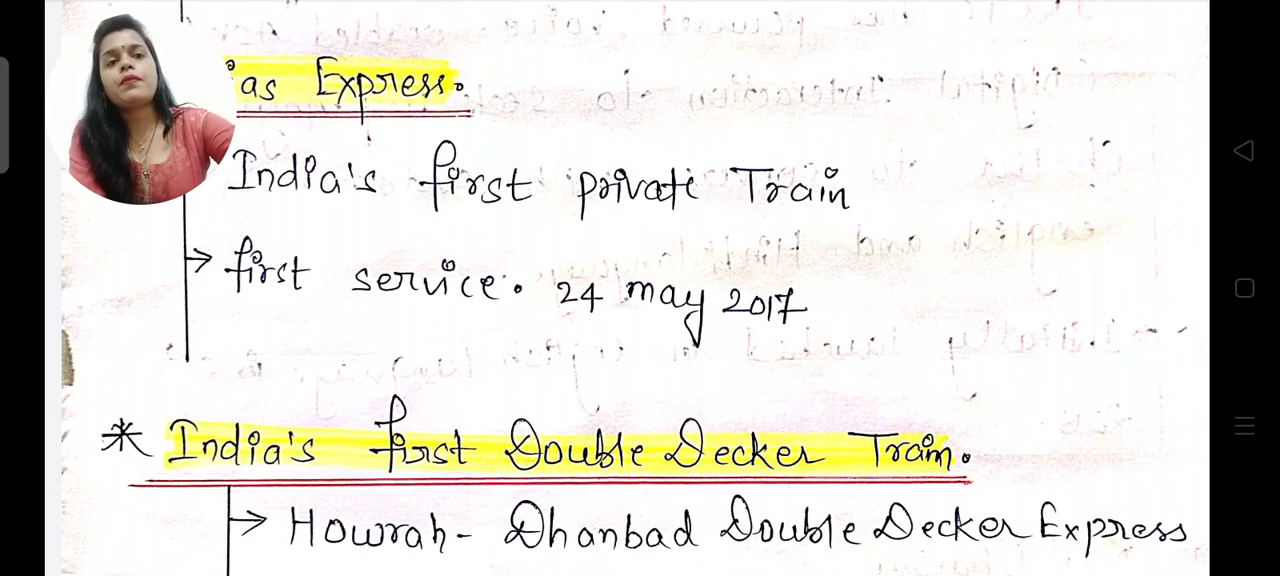 as Express.
India's first private Train
→ first service. 24 may 2017
* India's first Double Decker Train.
→ Howrah - Dhanbad Double Decker Express